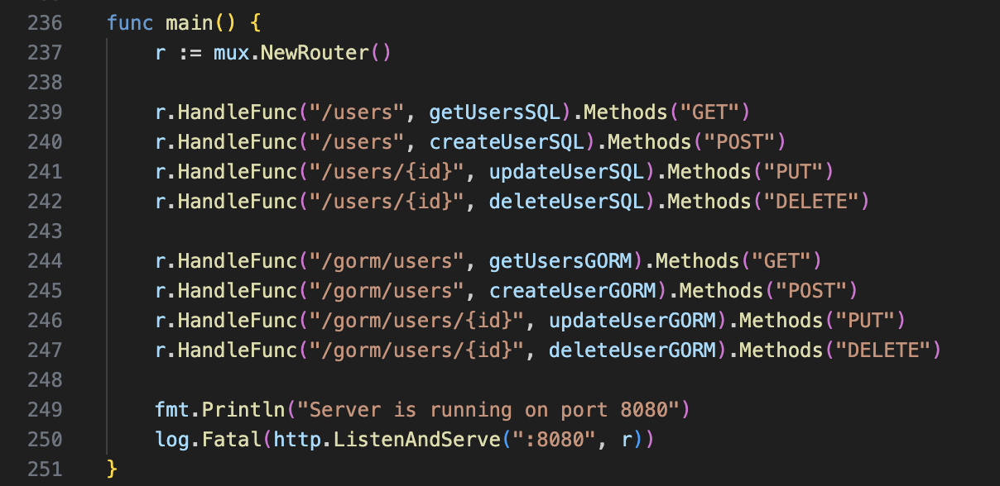 236 func main() {
237     r := mux.NewRouter()
238
239     r.HandleFunc("/users", getUsersSQL).Methods("GET")
240     r.HandleFunc("/users", createUserSQL).Methods("POST")
241     r.HandleFunc("/users/{id}", updateUserSQL).Methods("PUT")
242     r.HandleFunc("/users/{id}", deleteUserSQL).Methods("DELETE")
243
244     r.HandleFunc("/gorm/users", getUsersGORM).Methods("GET")
245     r.HandleFunc("/gorm/users", createUserGORM).Methods("POST")
246     r.HandleFunc("/gorm/users/{id}", updateUserGORM).Methods("PUT")
247     r.HandleFunc("/gorm/users/{id}", deleteUserGORM).Methods("DELETE")
248
249     fmt.Println("Server is running on port 8080")
250     log.Fatal(http.ListenAndServe(":8080", r))
251 }